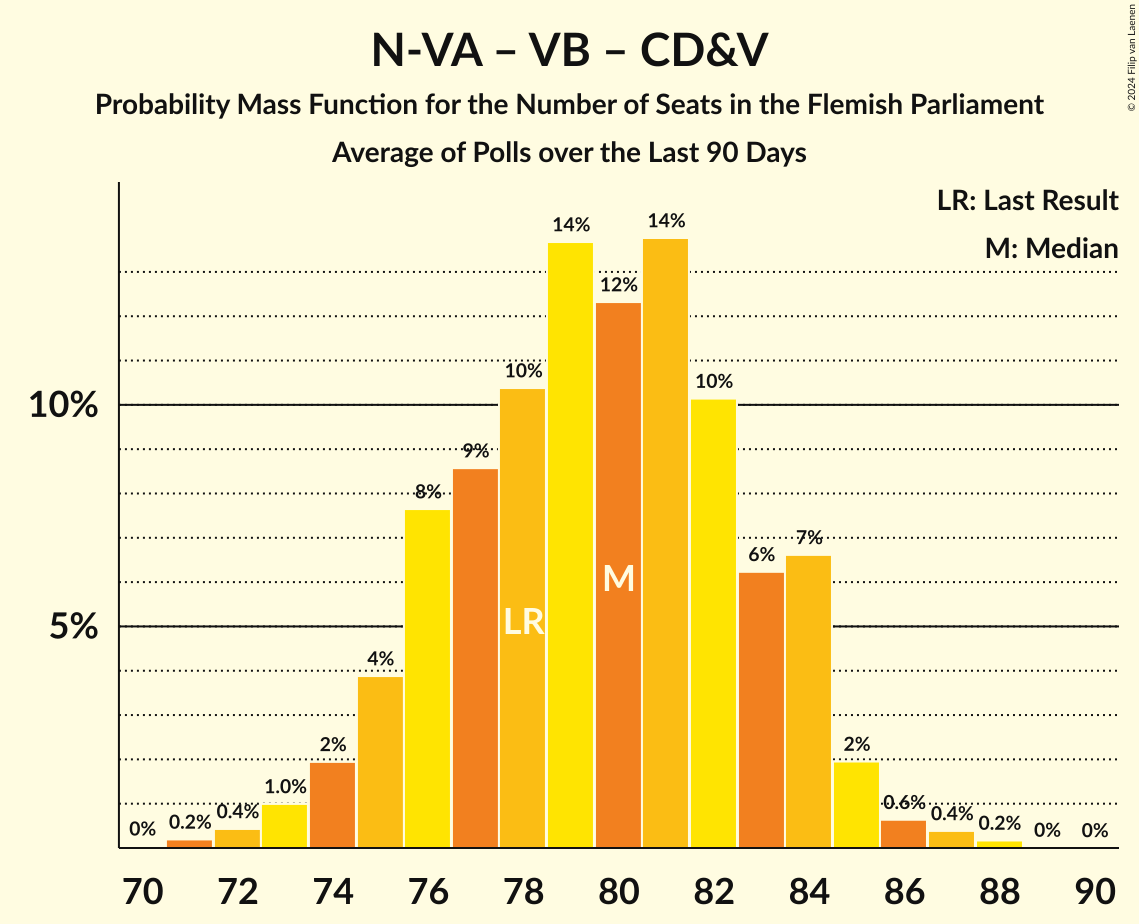 N-VA – VB – CD&V
Probability Mass Function for the Number of Seats in the Flemish Parliament
Average of Polls over the Last 90 Days
© 2024 Filip van Laenen
LR: Last Result
M: Median
10%
5%
0%
0.2%
0.4%
1.0%
2%
4%
8%
9%
10%
14%
12%
14%
10%
6%
7%
2%
0.6%
0.4%
0.2%
0%
0%
LR
M
70 72 74 76 78 80 82 84 86 88 90